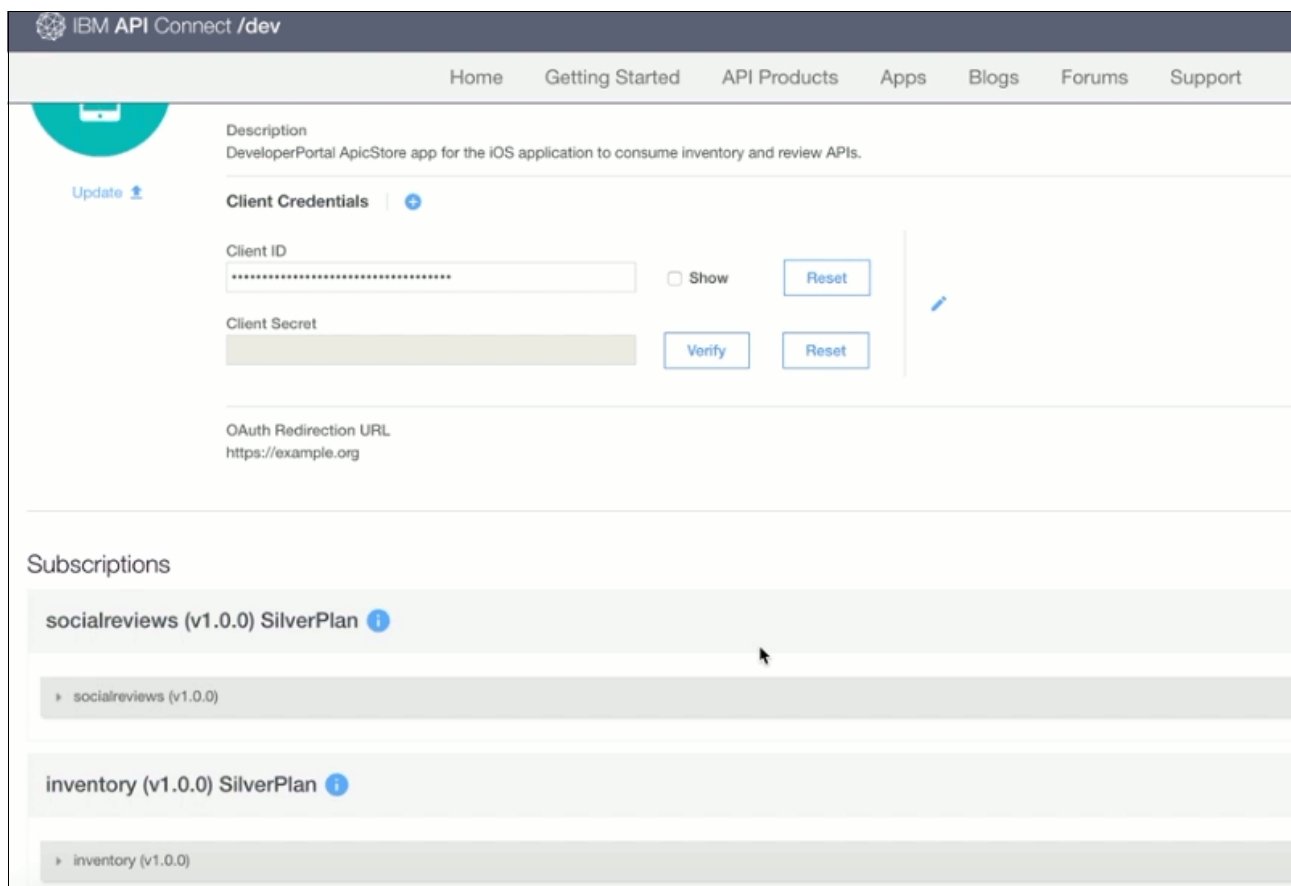 IBM API Connect /dev
Home Getting Started API Products Apps Blogs Forums Support
Description
DeveloperPortal ApicStore app for the iOS application to consume inventory and review APIs.
Update
Client Credentials
Client ID
Show Reset
Client Secret
Verify Reset
OAuth Redirection URL
https://example.org
Subscriptions
socialreviews (v1.0.0) SilverPlan
socialreviews (v1.0.0)
inventory (v1.0.0) SilverPlan
inventory (v1.0.0)